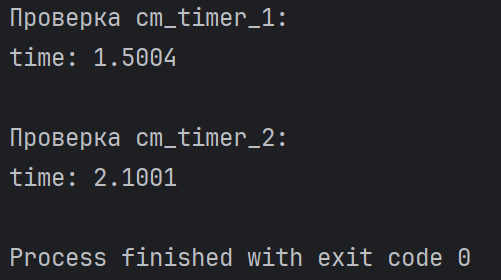 Проверка cm_timer_1:
time: 1.5004
Проверка cm_timer_2:
time: 2.1001
Process finished with exit code 0